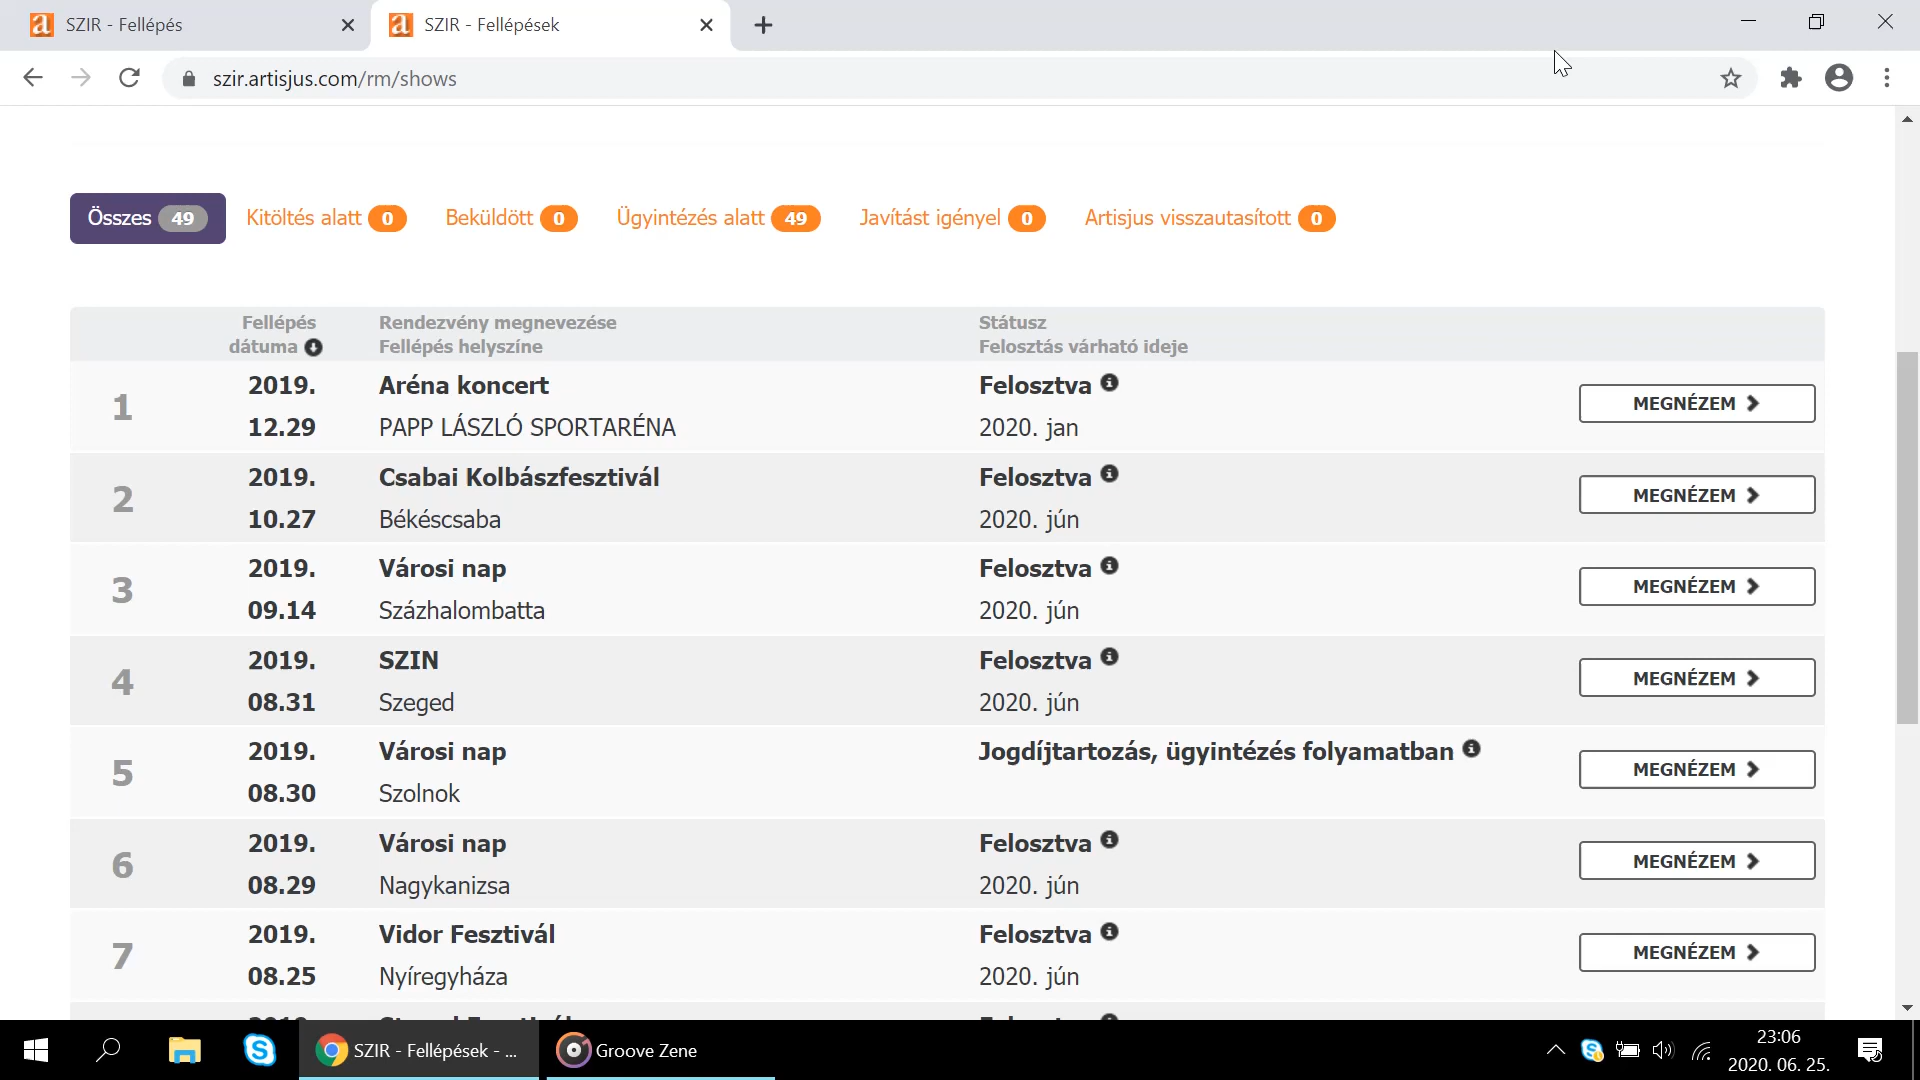 SZIR - Fellépés
SZIR - Fellépések
szir.artisjus.com/rm/shows
Összes 49 Kitöltés alatt 0 Beküldött 0 Ügyintézés alatt 49 Javítást igényel 0 Artisjus visszautasított 0
Fellépés dátuma
Rendezvény megnevezése
Fellépés helyszíne
Státusz
Felosztás várható ideje
1
2019.
12.29
Aréna koncert
PAPP LÁSZLÓ SPORTARÉNA
Felosztva
2020. jan
MEGNÉZEM
2
2019.
10.27
Csabai Kolbászfesztivál
Békéscsaba
Felosztva
2020. jún
MEGNÉZEM
3
2019.
09.14
Városi nap
Százhalombatta
Felosztva
2020. jún
MEGNÉZEM
4
2019.
08.31
SZIN
Szeged
Felosztva
2020. jún
MEGNÉZEM
5
2019.
08.30
Városi nap
Szolnok
Jogdíjtartozás, ügyintézés folyamatban
MEGNÉZEM
6
2019.
08.29
Városi nap
Nagykanizsa
Felosztva
2020. jún
MEGNÉZEM
7
2019.
08.25
Vidor Fesztivál
Nyíregyháza
Felosztva
2020. jún
MEGNÉZEM
SZIR - Fellépések - ...
Groove Zene
23:06
2020. 06. 25.